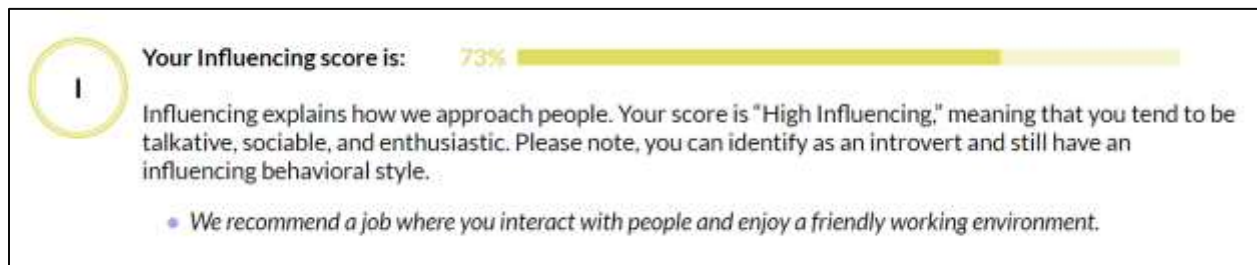 I
Your Influencing score is: 73%
Influencing explains how we approach people. Your score is “High Influencing,” meaning that you tend to be
talkative, sociable, and enthusiastic. Please note, you can identify as an introvert and still have an
influencing behavioral style.
• We recommend a job where you interact with people and enjoy a friendly working environment.